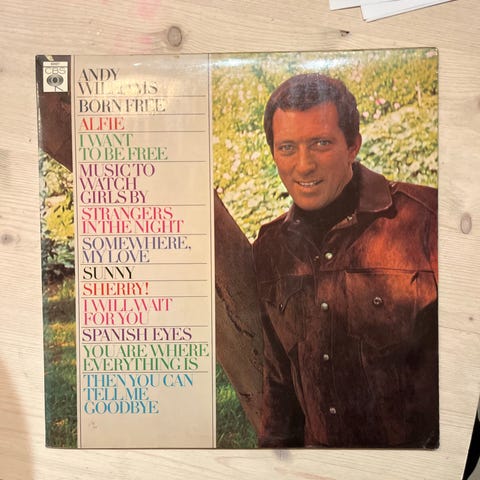 CBS
ANDY
WILLIAMS
BORN FREE
ALFIE
I WANT
TO BE FREE
MUSIC TO
WATCH
GIRLS BY
STRANGERS
IN THE NIGHT
SOMEWHERE,
MY LOVE
SUNNY
SHERRY!
I WILL WAIT
FOR YOU
SPANISH EYES
YOU ARE WHERE
EVERYTHING IS
THEN YOU CAN
TELL ME
GOODBYE